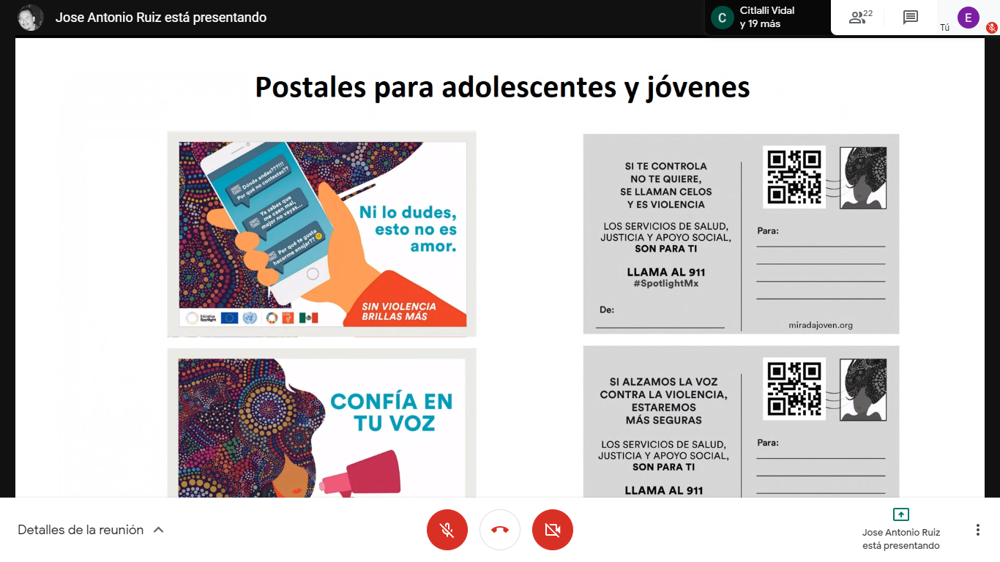 Jose Antonio Ruiz está presentando
C
Citlalli Vidal
y 19 más
22
Tú
E
Postales para adolescentes y jóvenes
Dónde andas???!!!
Por qué no contestas??
Ya sabes que
me caen mal,
mejor no vayas...
Por qué te gusta
hacerme enojar??
Ni lo dudes,
esto no es
amor.
SIN VIOLENCIA
BRILLAS MÁS
Iniciativa
Spotlight
SI TE CONTROLA
NO TE QUIERE,
SE LLAMAN CELOS
Y ES VIOLENCIA
LOS SERVICIOS DE SALUD,
JUSTICIA Y APOYO SOCIAL,
SON PARA TI
LLAMA AL 911
#SpotlightMx
De:
Para:
miradajoven.org
CONFÍA EN
TU VOZ
SI ALZAMOS LA VOZ
CONTRA LA VIOLENCIA,
ESTAREMOS
MÁS SEGURAS
LOS SERVICIOS DE SALUD,
JUSTICIA Y APOYO SOCIAL,
SON PARA TI
LLAMA AL 911
Para:
Detalles de la reunión
Jose Antonio Ruiz
está presentando